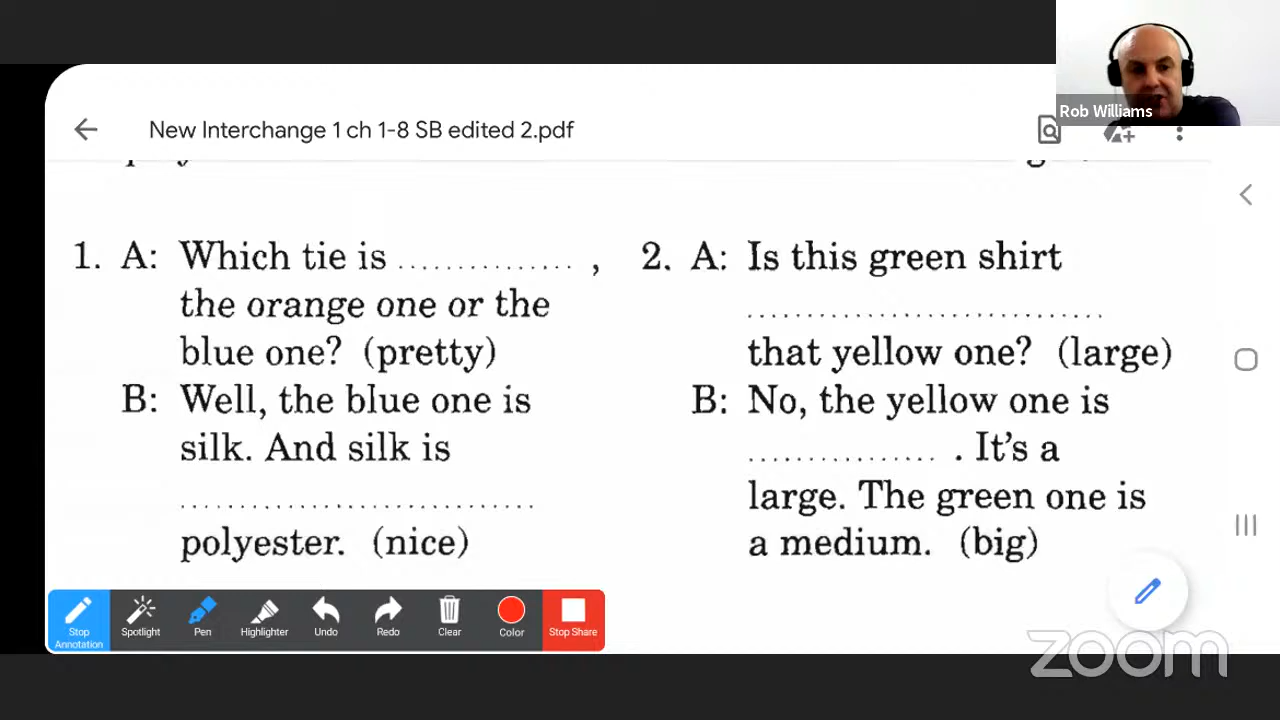 Rob Williams
New Interchange 1 ch 1-8 SB edited 2.pdf
1. A: Which tie is ...............,
the orange one or the
blue one? (pretty)
B: Well, the blue one is
silk. And silk is
..............................
polyester. (nice)
2. A: Is this green shirt
..............................
that yellow one? (large)
B: No, the yellow one is
................ . It's a
large. The green one is
a medium. (big)
Stop Annotation
Spotlight
Pen
Highlighter
Undo
Redo
Clear
Color
Stop Share
zoom